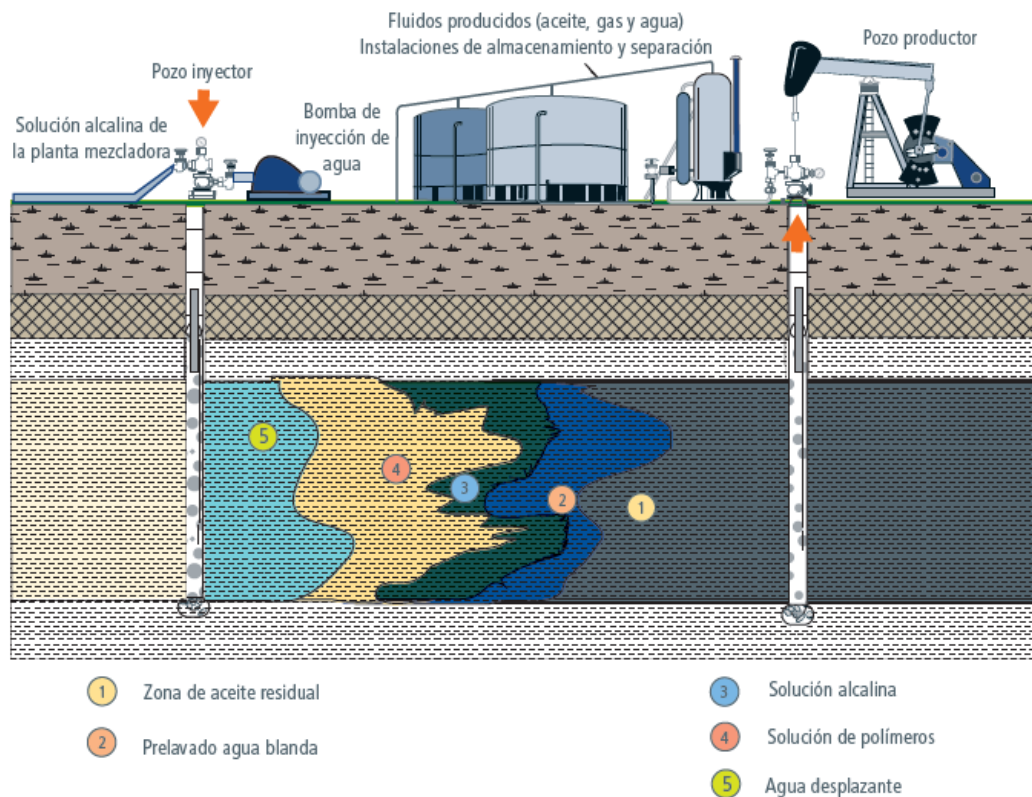 Fluidos producidos (aceite, gas y agua)
Instalaciones de almacenamiento y separación
Pozo productor
Pozo inyector
Bomba de
inyección de
agua
Solución alcalina de
la planta mezcladora
5
4
3
2
1
1 Zona de aceite residual
2 Prelavado agua blanda
3 Solución alcalina
4 Solución de polímeros
5 Agua desplazante